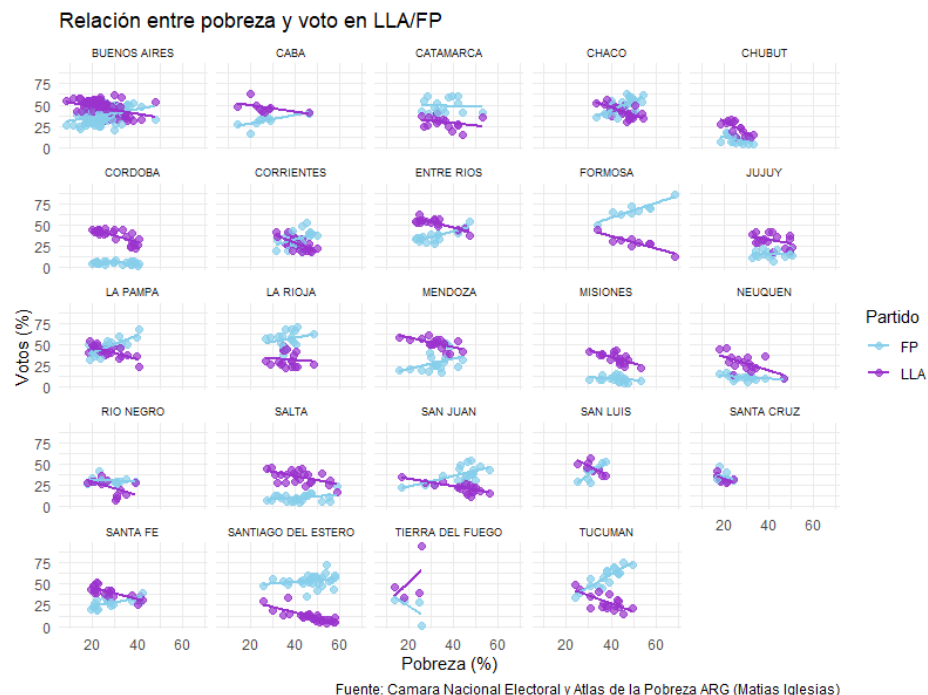 Relación entre pobreza y voto en LLA/FP
BUENOS AIRES CABA CATAMARCA CHACO CHUBUT
75
50
25
0
CORDOBA CORRIENTES ENTRE RIOS FORMOSA JUJUY
75
50
25
0
LA PAMPA LA RIOJA MENDOZA MISIONES NEUQUEN
75
50
25
0
Votos (%)
Partido
FP
LLA
RIO NEGRO SALTA SAN JUAN SAN LUIS SANTA CRUZ
75
50
25
0
20 40 60
SANTA FE SANTIAGO DEL ESTERO TIERRA DEL FUEGO TUCUMAN
75
50
25
0
20 40 60 20 40 60 20 40 60 20 40 60
Pobreza (%)
Fuente: Camara Nacional Electoral y Atlas de la Pobreza ARG (Matias Iglesias)